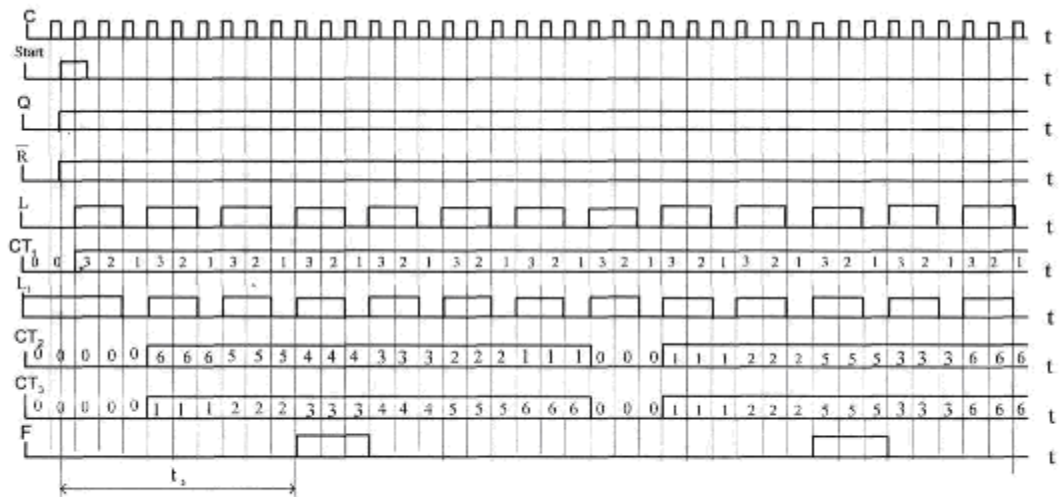 C t
Start t
Q t
R̅ t
L t
CT₁ 0 0 3 2 1 3 2 1 3 2 1 3 2 1 3 2 1 3 2 1 3 2 1 3 2 1 3 2 1 3 2 1 3 2 1 3 2 1 3 2 1 t
L₁ t
CT₂ 0 0 0 0 0 6 6 6 5 5 5 4 4 4 3 3 3 2 2 2 1 1 1 0 0 0 1 1 1 2 2 2 5 5 5 3 3 3 6 6 6 t
CT₃ 0 0 0 0 0 1 1 1 2 2 2 3 3 3 4 4 4 5 5 5 6 6 6 0 0 0 1 1 1 2 2 2 5 5 5 3 3 3 6 6 6 t
F t